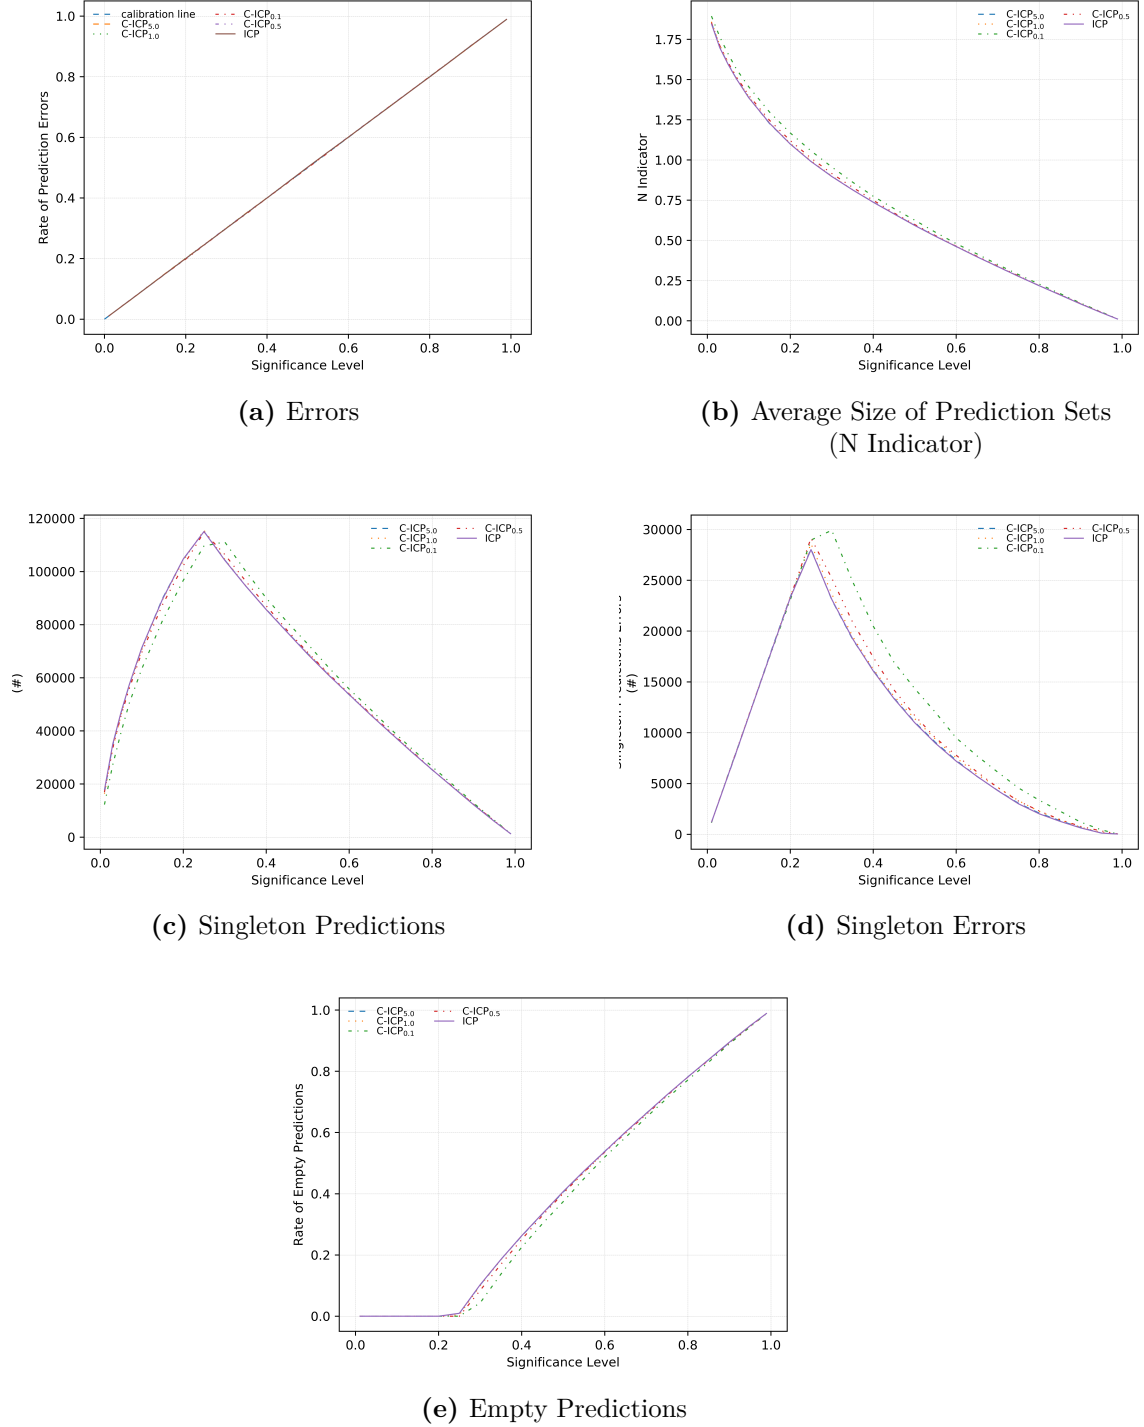 calibration line
C-ICP5.0
C-ICP1.0
C-ICP0.1
C-ICP0.5
ICP
1.0
0.8
0.6
0.4
0.2
0.0
Rate of Prediction Errors
0.0 0.2 0.4 0.6 0.8 1.0
Significance Level
(a) Errors
C-ICP5.0
C-ICP1.0
C-ICP0.1
C-ICP0.5
ICP
1.75
1.50
1.25
1.00
0.75
0.50
0.25
0.00
N Indicator
0.0 0.2 0.4 0.6 0.8 1.0
Significance Level
(b) Average Size of Prediction Sets
(N Indicator)
C-ICP5.0
C-ICP1.0
C-ICP0.1
C-ICP0.5
ICP
120000
100000
80000
60000
40000
20000
0
(#)
0.0 0.2 0.4 0.6 0.8 1.0
Significance Level
(c) Singleton Predictions
C-ICP5.0
C-ICP1.0
C-ICP0.1
C-ICP0.5
ICP
30000
25000
20000
15000
10000
5000
0
(#)
0.0 0.2 0.4 0.6 0.8 1.0
Significance Level
(d) Singleton Errors
C-ICP5.0
C-ICP1.0
C-ICP0.1
C-ICP0.5
ICP
1.0
0.8
0.6
0.4
0.2
0.0
Rate of Empty Predictions
0.0 0.2 0.4 0.6 0.8 1.0
Significance Level
(e) Empty Predictions